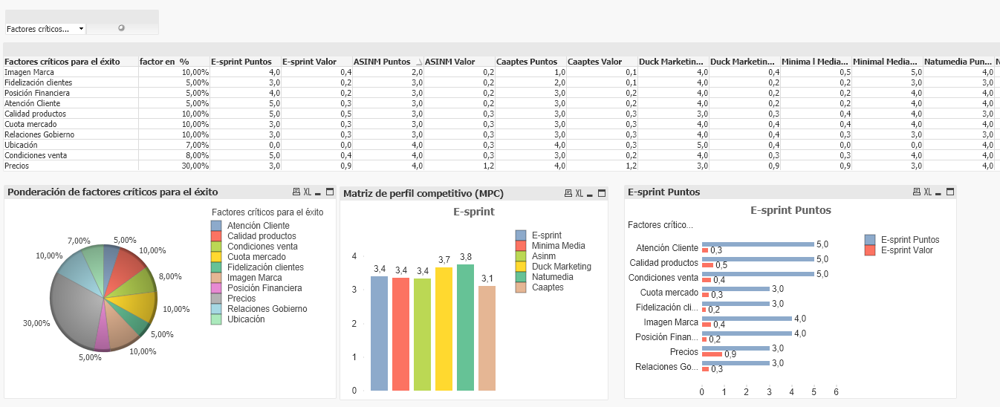 Factores críticos...
Factores críticos para el éxito factor en % E-sprint Puntos E-sprint Valor ASINM Puntos ASINM Valor Caaptes Puntos Caaptes Valor Duck Marketin... Duck Marketin... Minima l Media... Minimal Media... Natumedia Pun...
Imagen Marca 10,00% 4,0 0,4 2,0 0,2 1,0 0,1 4,0 0,4 0,5 5,0 4,0
Fidelización clientes 5,00% 3,0 0,2 3,0 0,2 2,0 0,1 4,0 0,2 0,2 3,0 3,0
Posición Financiera 5,00% 4,0 0,2 3,0 0,2 3,0 0,2 4,0 0,2 0,2 4,0 4,0
Atención Cliente 5,00% 5,0 0,3 3,0 0,2 3,0 0,2 4,0 0,2 0,2 4,0 4,0
Calidad productos 10,00% 5,0 0,5 3,0 0,3 3,0 0,3 3,0 0,3 0,4 4,0 3,0
Cuota mercado 10,00% 3,0 0,3 3,0 0,3 3,0 0,3 4,0 0,4 0,4 4,0 4,0
Relaciones Gobierno 10,00% 3,0 0,3 3,0 0,3 3,0 0,3 4,0 0,4 0,3 3,0 3,0
Ubicación 7,00% 0,0 0,0 4,0 0,3 4,0 0,3 5,0 0,4 0,0 0,0 4,0
Condiciones venta 8,00% 5,0 0,4 4,0 0,3 3,0 0,2 4,0 0,3 0,3 4,0 4,0
Precios 30,00% 3,0 0,9 4,0 1,2 4,0 1,2 3,0 0,9 0,9 3,0 4,0
Ponderación de factores críticos para el éxito XL
Factores críticos para el éxito
Atención Cliente
Calidad productos
Condiciones venta
Cuota mercado
Fidelización clientes
Imagen Marca
Posición Financiera
Precios
Relaciones Gobierno
Ubicación
5,00%
10,00%
8,00%
10,00%
5,00%
10,00%
5,00%
30,00%
10,00%
7,00%
Matriz de perfil competitivo (MPC) XL
E-sprint
E-sprint
Minima Media
Asinm
Duck Marketing
Natumedia
Caaptes
3,4 3,4 3,4 3,7 3,8 3,1
4
3
2
1
0
E-sprint Puntos XL
E-sprint Puntos
Factores crítico...
E-sprint Puntos
E-sprint Valor
Atención Cliente 5,0
0,3
Calidad productos 5,0
0,5
Condiciones venta 5,0
0,4
Cuota mercado 3,0
0,3
Fidelización cli... 3,0
0,2
Imagen Marca 4,0
0,4
Posición Finan... 4,0
0,2
Precios 3,0
0,9
Relaciones Go... 3,0
0,3
0 1 2 3 4 5 6